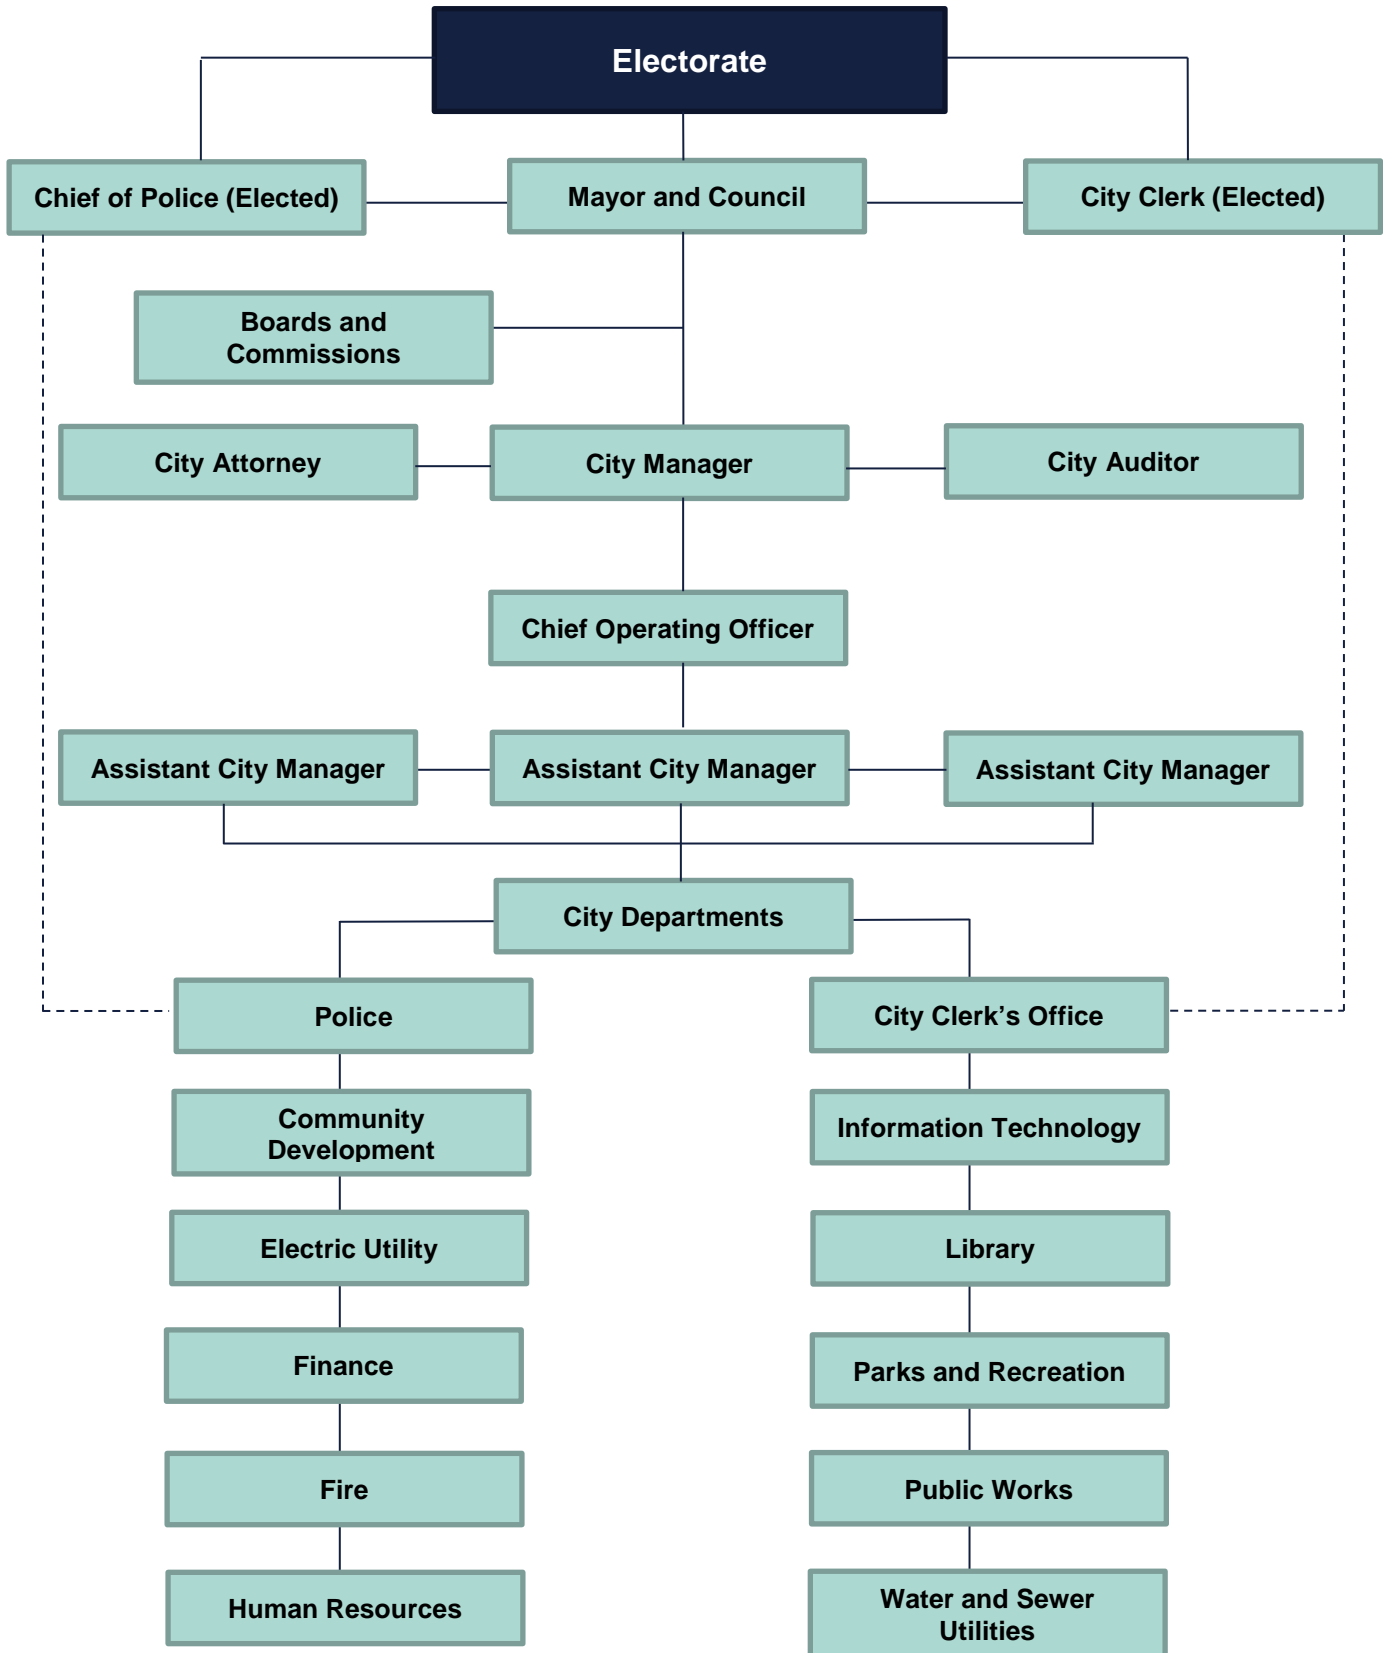 Electorate
Chief of Police (Elected)
Mayor and Council
City Clerk (Elected)
Boards and
Commissions
City Attorney
City Manager
City Auditor
Chief Operating Officer
Assistant City Manager
Assistant City Manager
Assistant City Manager
City Departments
Police
City Clerk’s Office
Community
Development
Information Technology
Electric Utility
Library
Finance
Parks and Recreation
Fire
Public Works
Human Resources
Water and Sewer
Utilities